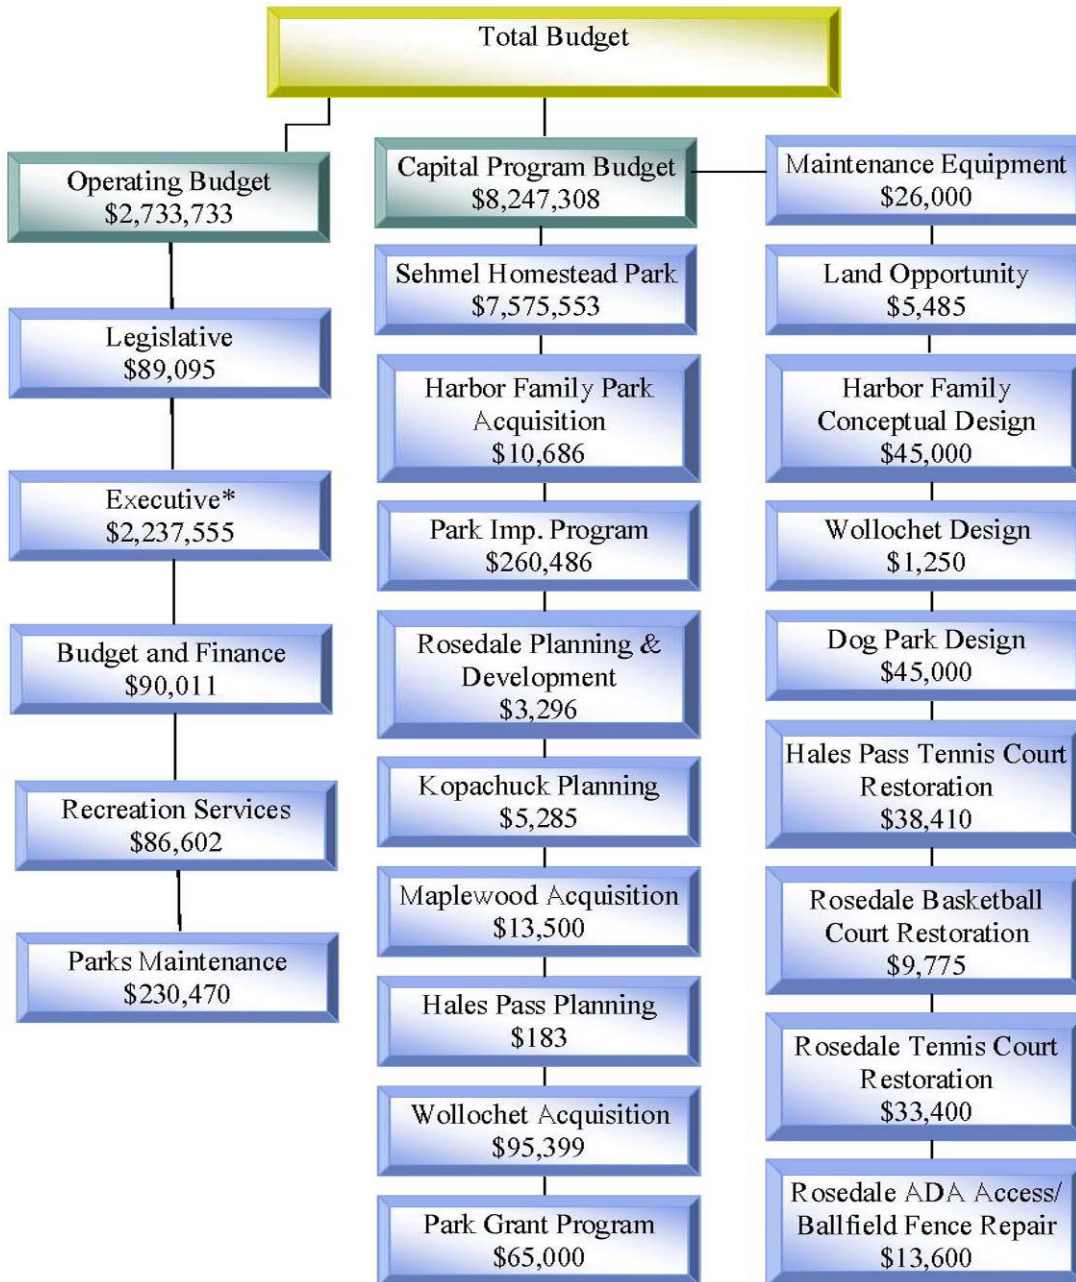 Total Budget
Operating Budget
$2,733,733
Legislative
$89,095
Executive*
$2,237,555
Budget and Finance
$90,011
Recreation Services
$86,602
Parks Maintenance
$230,470
Capital Program Budget
$8,247,308
Sehmel Homestead Park
$7,575,553
Harbor Family Park
Acquisition
$10,686
Park Imp. Program
$260,486
Rosedale Planning &
Development
$3,296
Kopachuck Planning
$5,285
Maplewood Acquisition
$13,500
Hales Pass Planning
$183
Wollochet Acquisition
$95,399
Park Grant Program
$65,000
Maintenance Equipment
$26,000
Land Opportunity
$5,485
Harbor Family
Conceptual Design
$45,000
Wollochet Design
$1,250
Dog Park Design
$45,000
Hales Pass Tennis Court
Restoration
$38,410
Rosedale Basketball
Court Restoration
$9,775
Rosedale Tennis Court
Restoration
$33,400
Rosedale ADA Access/
Ballfield Fence Repair
$13,600